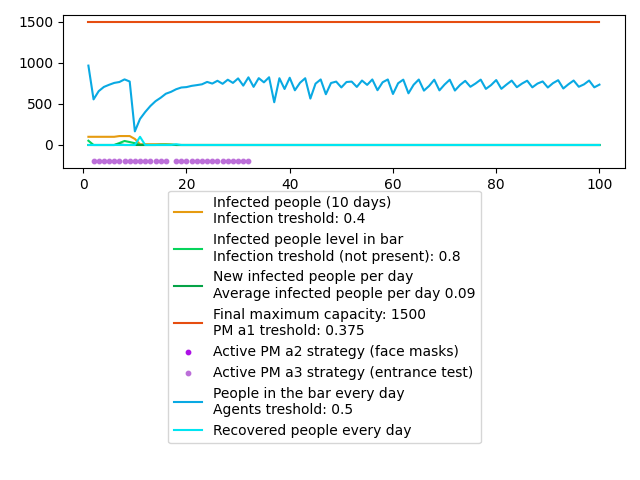 1500
1000
500
0
0 20 40 60 80 100
Infected people (10 days)
Infection treshold: 0.4
Infected people level in bar
Infection treshold (not present): 0.8
New infected people per day
Average infected people per day 0.09
Final maximum capacity: 1500
PM a1 treshold: 0.375
Active PM a2 strategy (face masks)
Active PM a3 strategy (entrance test)
People in the bar every day
Agents treshold: 0.5
Recovered people every day